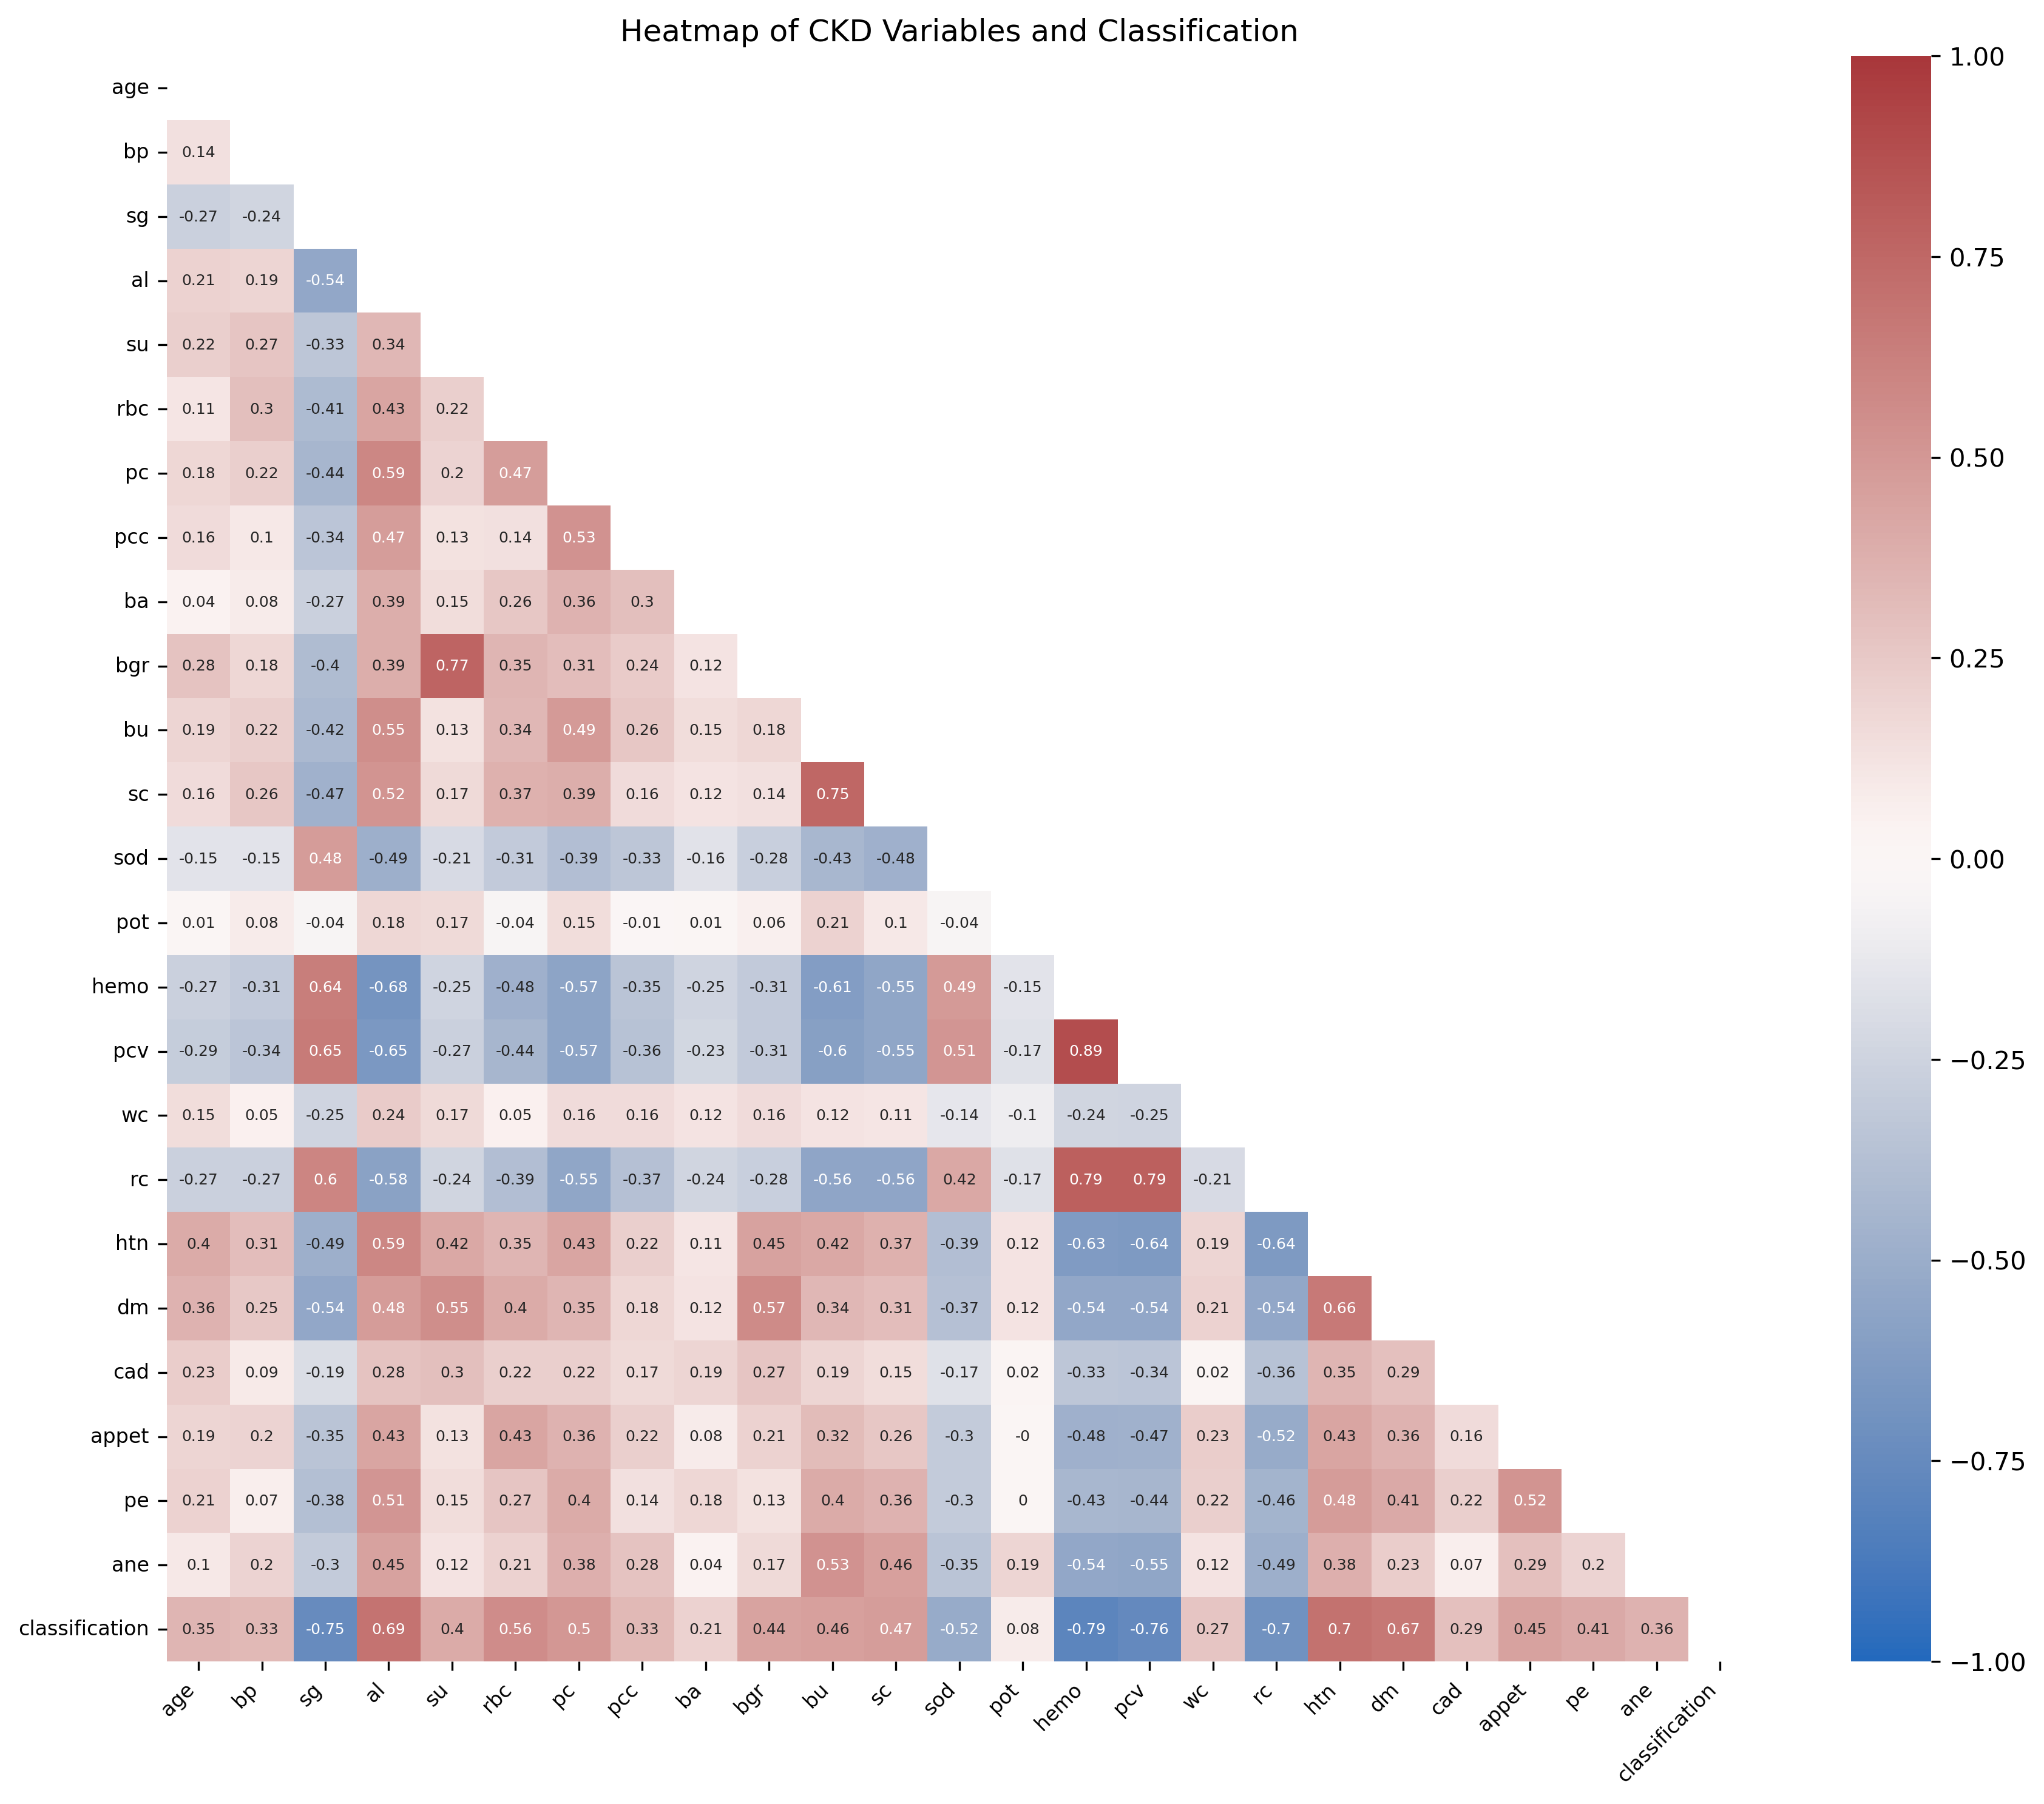 Heatmap of CKD Variables and Classification
age
bp 0.14
sg -0.27 -0.24
al 0.21 0.19 -0.54
su 0.22 0.27 -0.33 0.34
rbc 0.11 0.3 -0.41 0.43 0.22
pc 0.18 0.22 -0.44 0.59 0.2 0.47
pcc 0.16 0.1 -0.34 0.47 0.13 0.14 0.53
ba 0.04 0.08 -0.27 0.39 0.15 0.26 0.36 0.3
bgr 0.28 0.18 -0.4 0.39 0.77 0.35 0.31 0.24 0.12
bu 0.19 0.22 -0.42 0.55 0.13 0.34 0.49 0.26 0.15 0.18
sc 0.16 0.26 -0.47 0.52 0.17 0.37 0.39 0.16 0.12 0.14 0.75
sod -0.15 -0.15 0.48 -0.49 -0.21 -0.31 -0.39 -0.33 -0.16 -0.28 -0.43 -0.48
pot 0.01 0.08 -0.04 0.18 0.17 -0.04 0.15 -0.01 0.01 0.06 0.21 0.1 -0.04
hemo -0.27 -0.31 0.64 -0.68 -0.25 -0.48 -0.57 -0.35 -0.25 -0.31 -0.61 -0.55 0.49 -0.15
pcv -0.29 -0.34 0.65 -0.65 -0.27 -0.44 -0.57 -0.36 -0.23 -0.31 -0.6 -0.55 0.51 -0.17 0.89
wc 0.15 0.05 -0.25 0.24 0.17 0.05 0.16 0.16 0.12 0.16 0.12 0.11 -0.14 -0.1 -0.24 -0.25
rc -0.27 -0.27 0.6 -0.58 -0.24 -0.39 -0.55 -0.37 -0.24 -0.28 -0.56 -0.56 0.42 -0.17 0.79 0.79 -0.21
htn 0.4 0.31 -0.49 0.59 0.42 0.35 0.43 0.22 0.11 0.45 0.42 0.37 -0.39 0.12 -0.63 -0.64 0.19 -0.64
dm 0.36 0.25 -0.54 0.48 0.55 0.4 0.35 0.18 0.12 0.57 0.34 0.31 -0.37 0.12 -0.54 -0.54 0.21 -0.54 0.66
cad 0.23 0.09 -0.19 0.28 0.3 0.22 0.22 0.17 0.19 0.27 0.19 0.15 -0.17 0.02 -0.33 -0.34 0.02 -0.36 0.35 0.29
appet 0.19 0.2 -0.35 0.43 0.13 0.43 0.36 0.22 0.08 0.21 0.32 0.26 -0.3 -0 -0.48 -0.47 0.23 -0.52 0.43 0.36 0.16
pe 0.21 0.07 -0.38 0.51 0.15 0.27 0.4 0.14 0.18 0.13 0.4 0.36 -0.3 0 -0.43 -0.44 0.22 -0.46 0.48 0.41 0.22 0.52
ane 0.1 0.2 -0.3 0.45 0.12 0.21 0.38 0.28 0.04 0.17 0.53 0.46 -0.35 0.19 -0.54 -0.55 0.12 -0.49 0.38 0.23 0.07 0.29 0.2
classification 0.35 0.33 -0.75 0.69 0.4 0.56 0.5 0.33 0.21 0.44 0.46 0.47 -0.52 0.08 -0.79 -0.76 0.27 -0.7 0.7 0.67 0.29 0.45 0.41 0.36
age bp sg al su rbc pc pcc ba bgr bu sc sod pot hemo pcv wc rc htn dm cad appet pe ane classification
1.00
0.75
0.50
0.25
0.00
−0.25
−0.50
−0.75
−1.00